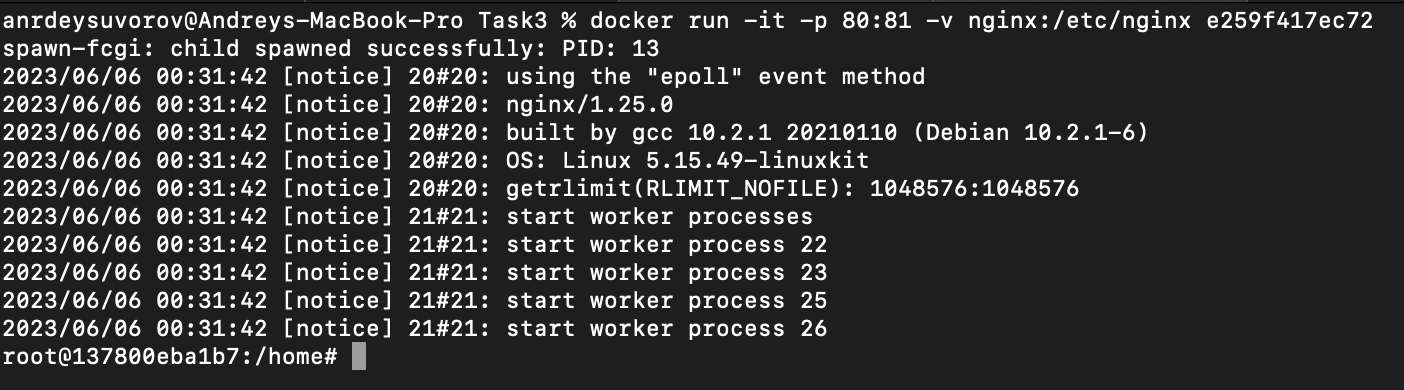 anrdeysuvorov@Andreys-MacBook-Pro Task3 % docker run -it -p 80:81 -v nginx:/etc/nginx e259f417ec72
spawn-fcgi: child spawned successfully: PID: 13
2023/06/06 00:31:42 [notice] 20#20: using the "epoll" event method
2023/06/06 00:31:42 [notice] 20#20: nginx/1.25.0
2023/06/06 00:31:42 [notice] 20#20: built by gcc 10.2.1 20210110 (Debian 10.2.1-6)
2023/06/06 00:31:42 [notice] 20#20: OS: Linux 5.15.49-linuxkit
2023/06/06 00:31:42 [notice] 20#20: getrlimit(RLIMIT_NOFILE): 1048576:1048576
2023/06/06 00:31:42 [notice] 21#21: start worker processes
2023/06/06 00:31:42 [notice] 21#21: start worker process 22
2023/06/06 00:31:42 [notice] 21#21: start worker process 23
2023/06/06 00:31:42 [notice] 21#21: start worker process 25
2023/06/06 00:31:42 [notice] 21#21: start worker process 26
root@137800eba1b7:/home#